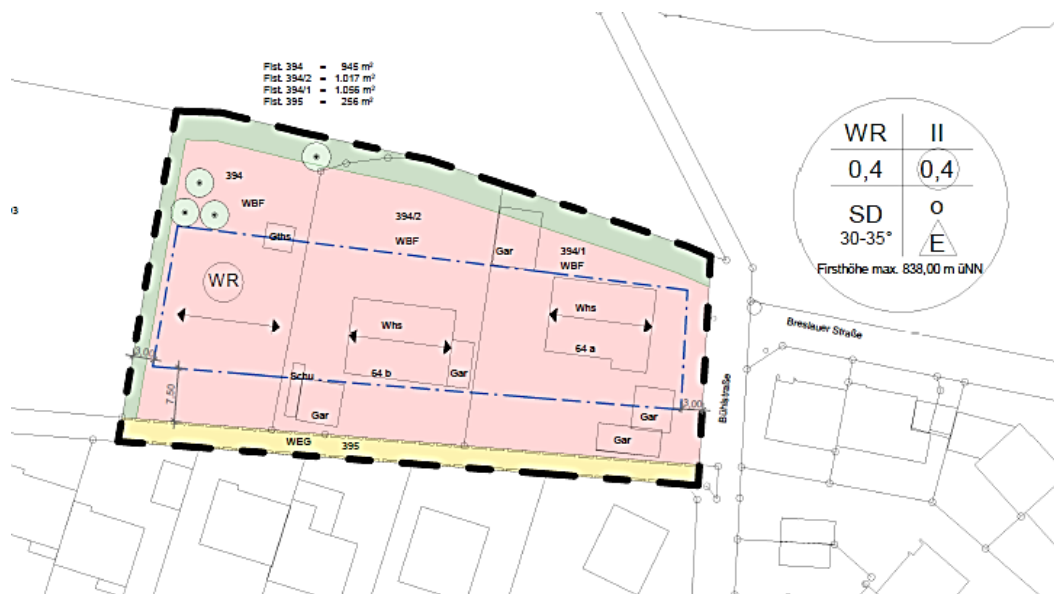 Flst. 394 = 945 m²
Flst. 394/2 = 1.017 m²
Flst. 394/1 = 1.056 m²
Flst. 395 = 256 m²
WR II
0,4 0,4
SD o
30-35° E
Firsthöhe max. 838,00 m üNN
394
WBF
394/2
WBF
394/1
WBF
Gths
Gar
WR
Whs
64 b
Gar
Whs
64 a
3,00
7,50
Schu
Gar
3,00
Gar
Gar
WEG 395
Bühlstraße
Breslauer Straße